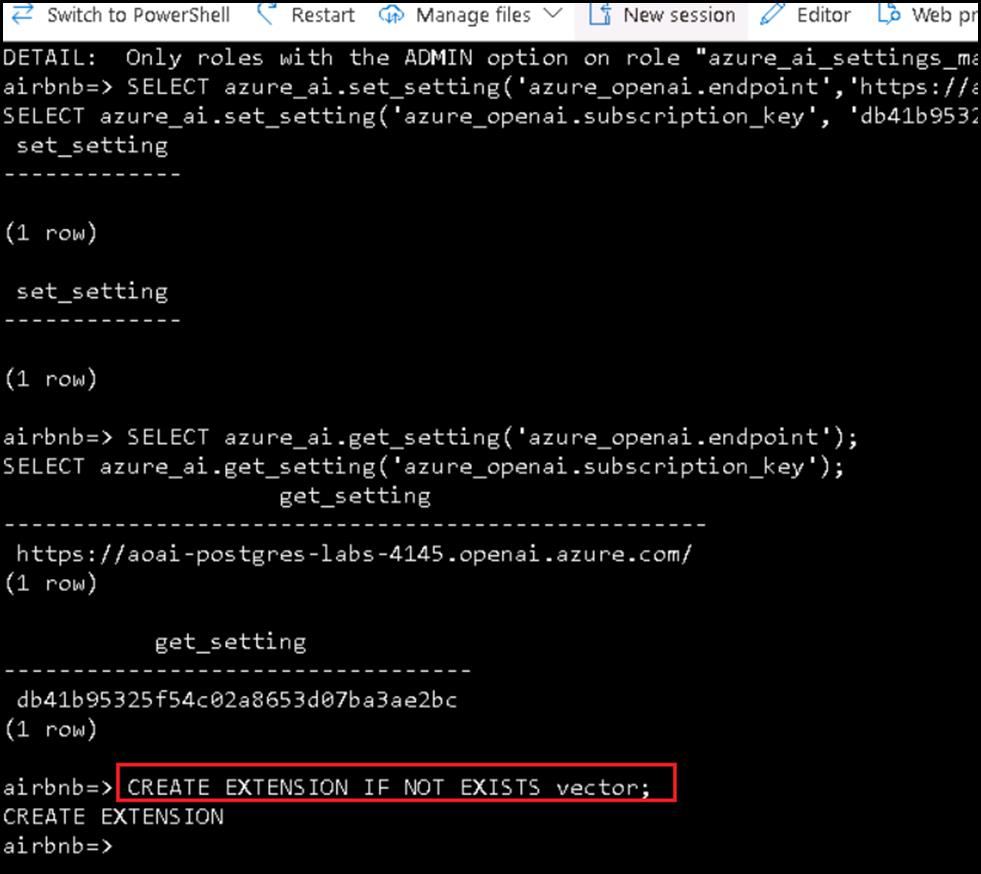 Switch to PowerShell Restart Manage files New session Editor Web pr
DETAIL:  Only roles with the ADMIN option on role "azure_ai_settings_ma
airbnb=> SELECT azure_ai.set_setting('azure_openai.endpoint','https://a
SELECT azure_ai.set_setting('azure_openai.subscription_key', 'db41b9532
set_setting
-------------
(1 row)
set_setting
-------------
(1 row)
airbnb=> SELECT azure_ai.get_setting('azure_openai.endpoint');
SELECT azure_ai.get_setting('azure_openai.subscription_key');
get_setting
----------------------------------------------------
https://aoai-postgres-labs-4145.openai.azure.com/
(1 row)
get_setting
----------------------------------
db41b95325f54c02a8653d07ba3ae2bc
(1 row)
airbnb=> CREATE EXTENSION IF NOT EXISTS vector;
CREATE EXTENSION
airbnb=>